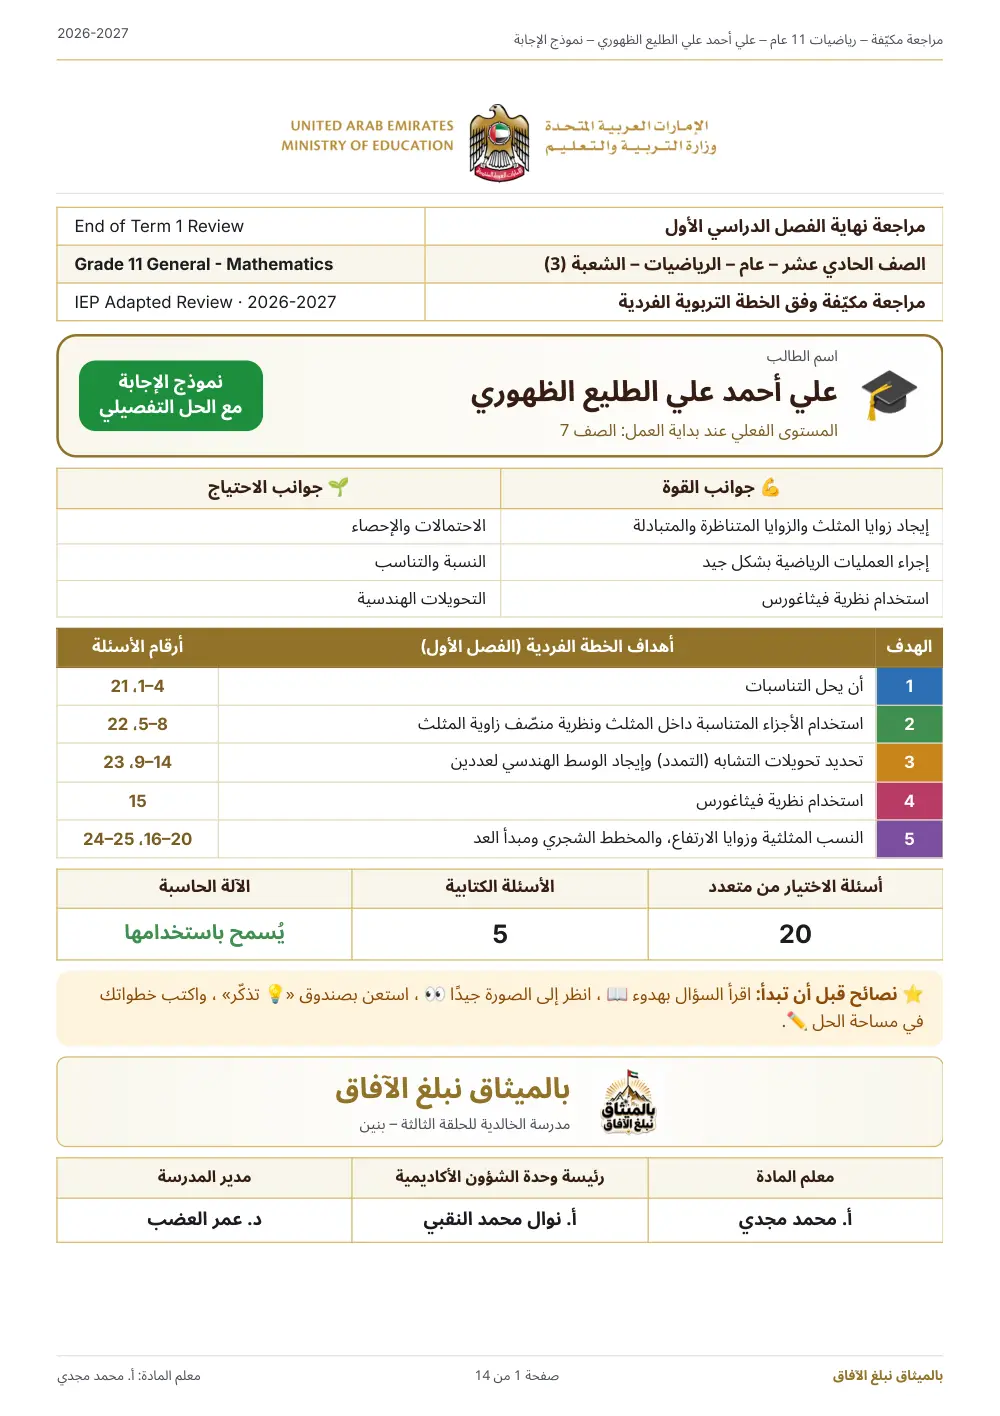 مراجعة مكيّفة – رياضيات 11 عام – علي أحمد علي الطليع الظهوري – نموذج الإجابة
2026-2027
الإمارات العربية المتحدة
وزارة التربية والتعليم
UNITED ARAB EMIRATES
MINISTRY OF EDUCATION
مراجعة نهاية الفصل الدراسي الأول
End of Term 1 Review
الصف الحادي عشر – عام – الرياضيات – الشعبة (3)
Grade 11 General - Mathematics
مراجعة مكيّفة وفق الخطة التربوية الفردية
IEP Adapted Review · 2026-2027
اسم الطالب
علي أحمد علي الطليع الظهوري
المستوى الفعلي عند بداية العمل: الصف 7
نموذج الإجابة
مع الحل التفصيلي
💪 جوانب القوة
🌱 جوانب الاحتياج
إيجاد زوايا المثلث والزوايا المتناظرة والمتبادلة
الاحتمالات والإحصاء
إجراء العمليات الرياضية بشكل جيد
النسبة والتناسب
استخدام نظرية فيثاغورس
التحويلات الهندسية
الهدف
أهداف الخطة الفردية (الفصل الأول)
أرقام الأسئلة
1
أن يحل التناسبات
1–4، 21
2
استخدام الأجزاء المتناسبة داخل المثلث ونظرية منصّف زاوية المثلث
5–8، 22
3
تحديد تحويلات التشابه (التمدد) وإيجاد الوسط الهندسي لعددين
9–14، 23
4
استخدام نظرية فيثاغورس
15
5
النسب المثلثية وزوايا الارتفاع، والمخطط الشجري ومبدأ العد
16–20، 24–25
أسئلة الاختيار من متعدد
الأسئلة الكتابية
الآلة الحاسبة
20
5
يُسمح باستخدامها
⭐ نصائح قبل أن تبدأ: اقرأ السؤال بهدوء 📖 ، انظر إلى الصورة جيدًا 👀 ، استعن بصندوق «💡 تذكّر» ، واكتب خطواتك
في مساحة الحل ✏️.
بالميثاق
نبلغ الآفاق
بالميثاق نبلغ الآفاق
مدرسة الخالدية للحلقة الثالثة – بنين
معلم المادة
رئيسة وحدة الشؤون الأكاديمية
مدير المدرسة
أ. محمد مجدي
أ. نوال محمد النقبي
د. عمر العضب
بالميثاق نبلغ الآفاق
صفحة 1 من 14
معلم المادة: أ. محمد مجدي